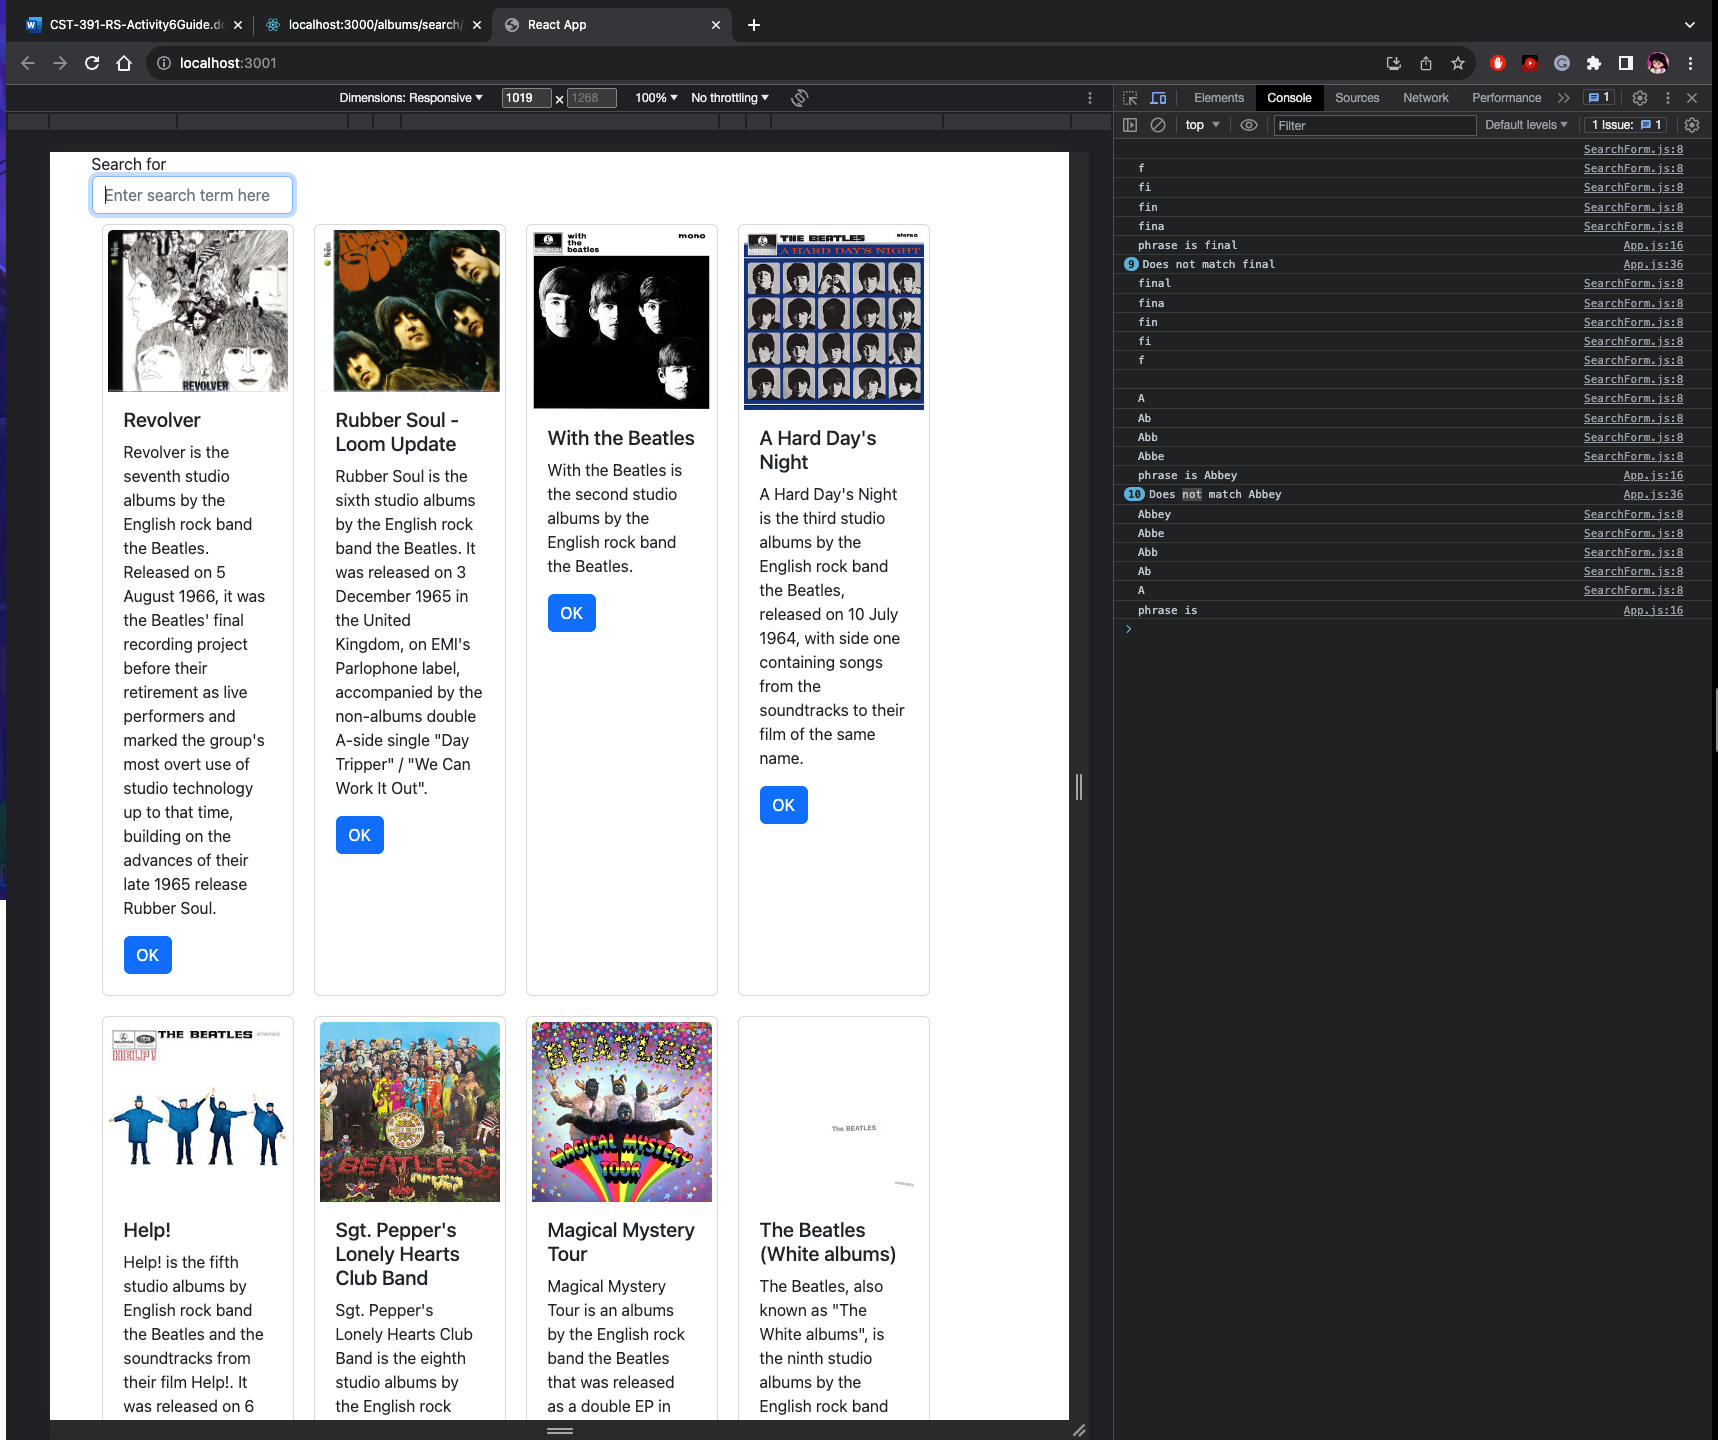 CST-391-RS-Activity6Guide.do
localhost:3000/albums/search/
React App
localhost:3001
Dimensions: Responsive
1019 x 1268
100%
No throttling
Elements
Console
Sources
Network
Performance
1
top
Filter
Default levels
1 Issue: 1
Search for
Enter search term here
REVOLVER
with the beatles
mono
THE BEATLES
stereo
A HARD DAY'S NIGHT
Revolver
Revolver is the
seventh studio
albums by the
English rock band
the Beatles.
Released on 5
August 1966, it was
the Beatles' final
recording project
before their
retirement as live
performers and
marked the group's
most overt use of
studio technology
up to that time,
building on the
advances of their
late 1965 release
Rubber Soul.
OK
Rubber Soul -
Loom Update
Rubber Soul is the
sixth studio albums
by the English rock
band the Beatles. It
was released on 3
December 1965 in
the United
Kingdom, on EMI's
Parlophone label,
accompanied by the
non-albums double
A-side single "Day
Tripper" / "We Can
Work It Out".
OK
With the Beatles
With the Beatles is
the second studio
albums by the
English rock band
the Beatles.
OK
A Hard Day's
Night
A Hard Day's Night
is the third studio
albums by the
English rock band
the Beatles,
released on 10 July
1964, with side one
containing songs
from the
soundtracks to their
film of the same
name.
OK
THE BEATLES
HELP!
BEATLES
BEATLES
MAGICAL MYSTERY
TOUR
The BEATLES
Help!
Help! is the fifth
studio albums by
English rock band
the Beatles and the
soundtracks from
their film Help!. It
was released on 6
Sgt. Pepper's
Lonely Hearts
Club Band
Sgt. Pepper's
Lonely Hearts Club
Band is the eighth
studio albums by
the English rock
Magical Mystery
Tour
Magical Mystery
Tour is an albums
by the English rock
band the Beatles
that was released
as a double EP in
The Beatles
(White albums)
The Beatles, also
known as "The
White albums", is
the ninth studio
albums by the
English rock band
SearchForm.js:8
f SearchForm.js:8
fi SearchForm.js:8
fin SearchForm.js:8
fina SearchForm.js:8
phrase is final App.js:16
9 Does not match final App.js:36
final SearchForm.js:8
fina SearchForm.js:8
fin SearchForm.js:8
fi SearchForm.js:8
f SearchForm.js:8
SearchForm.js:8
A SearchForm.js:8
Ab SearchForm.js:8
Abb SearchForm.js:8
Abbe SearchForm.js:8
phrase is Abbey App.js:16
10 Does not match Abbey App.js:36
Abbey SearchForm.js:8
Abbe SearchForm.js:8
Abb SearchForm.js:8
Ab SearchForm.js:8
A SearchForm.js:8
phrase is App.js:16